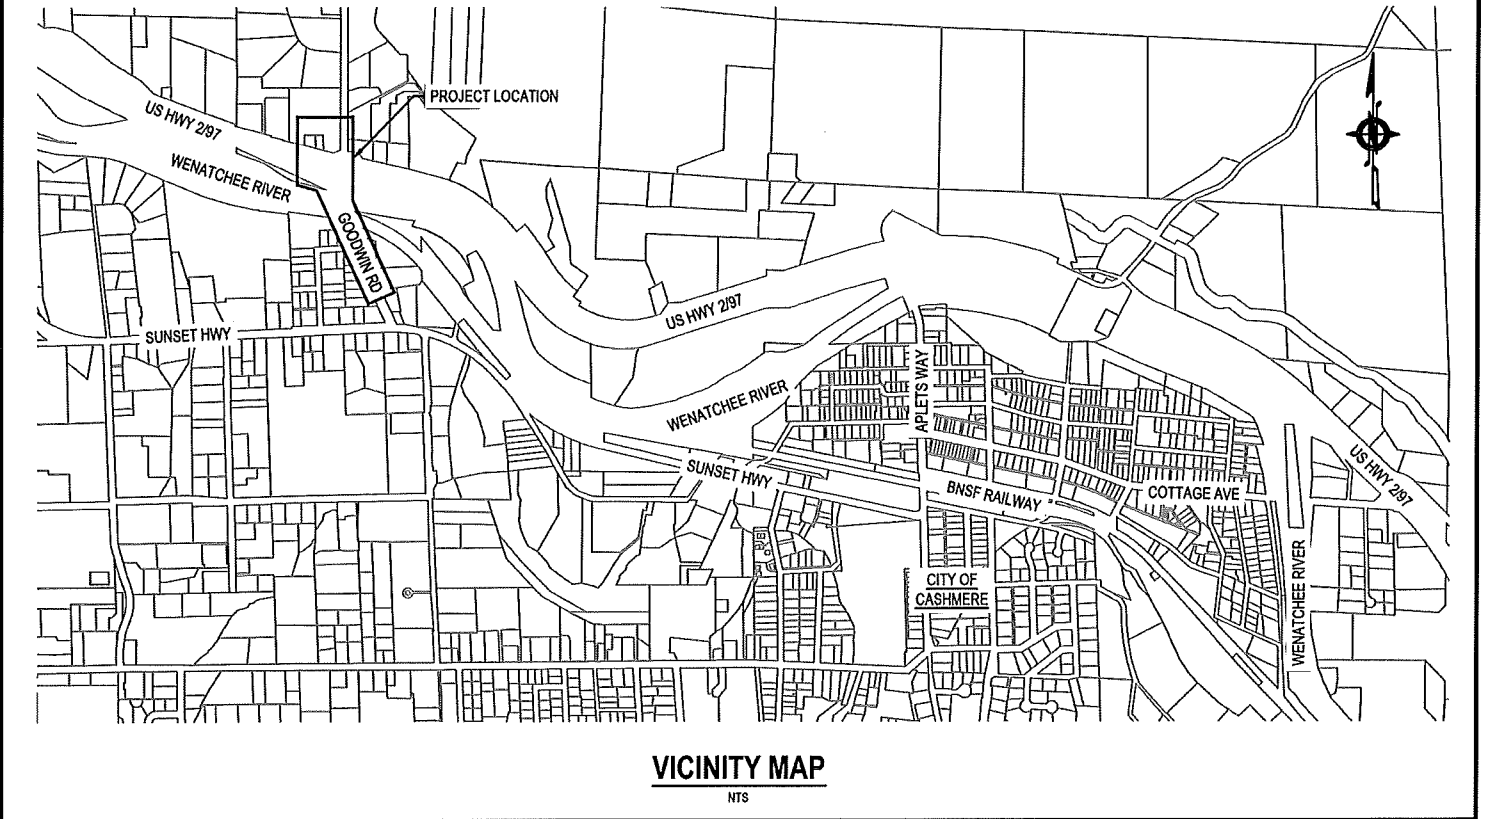 PROJECT LOCATION
US HWY 2/97
WENATCHEE RIVER
GOODWIN RD
SUNSET HWY
US HWY 2/97
WENATCHEE RIVER
APLETS WAY
SUNSET HWY
BNSF RAILWAY
COTTAGE AVE
US HWY 2/97
CITY OF
CASHMERE
WENATCHEE RIVER
VICINITY MAP
NTS